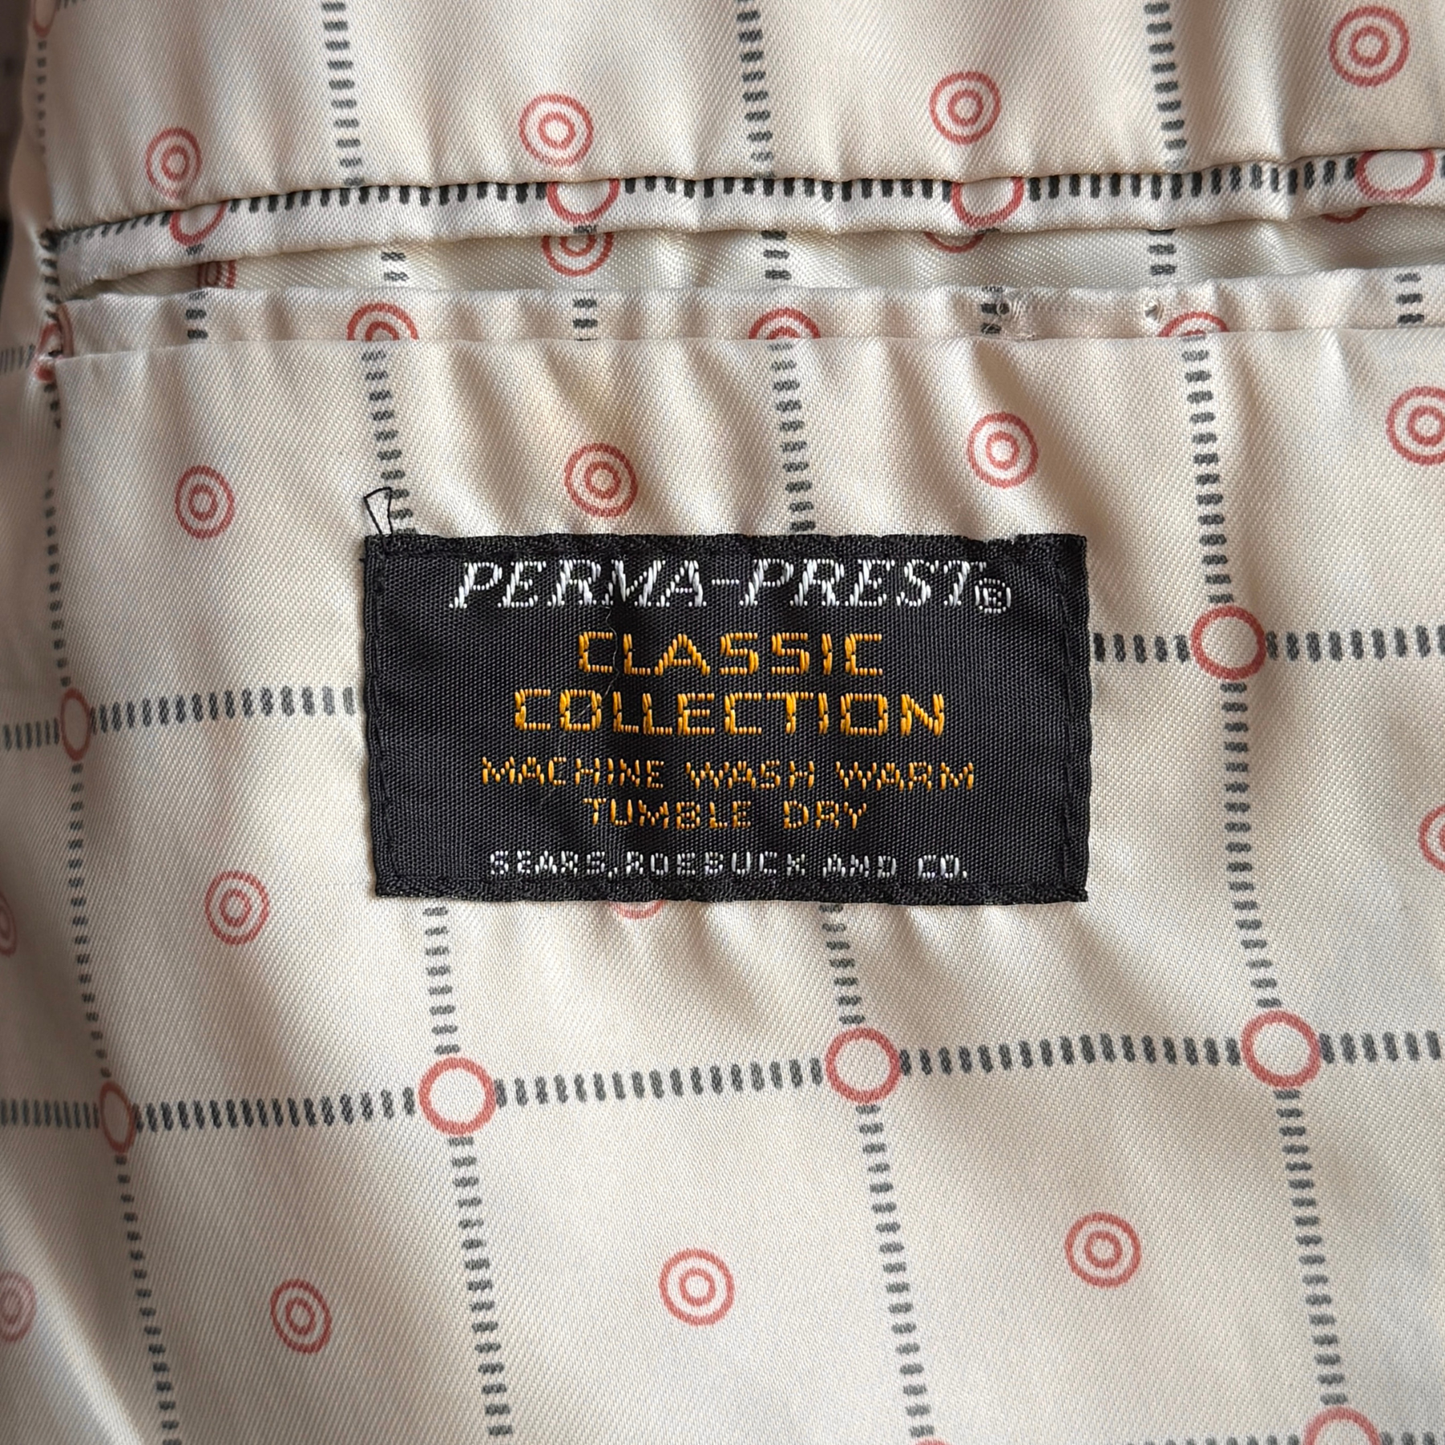 PERMA-PREST®
CLASSIC
COLLECTION
MACHINE WASH WARM
TUMBLE DRY
SEARS,ROEBUCK AND CO.